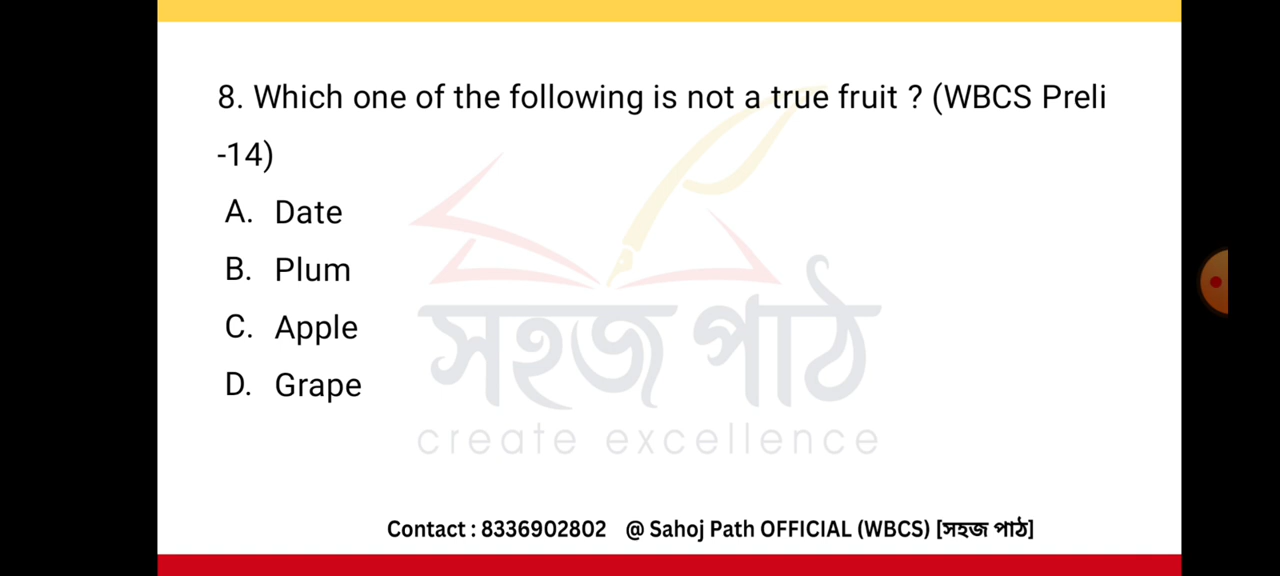 8. Which one of the following is not a true fruit ? (WBCS Preli
-14)
A. Date
B. Plum
C. Apple
D. Grape
সহজ পাঠ
create excellence
Contact : 8336902802 @ Sahoj Path OFFICIAL (WBCS) [সহজ পাঠ]